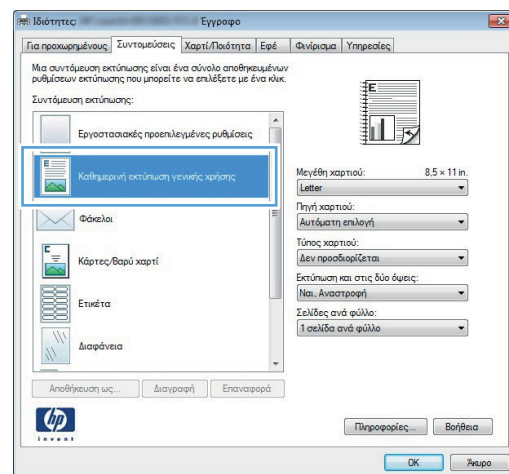 Ιδιότητες: Έγγραφο
Για προχωρημένους Συντομεύσεις Χαρτί/Ποιότητα Εφέ Φινίρισμα Υπηρεσίες
Μια συντόμευση εκτύπωσης είναι ένα σύνολο αποθηκευμένων
ρυθμίσεων εκτύπωσης που μπορείτε να επιλέξετε με ένα κλικ.
Συντόμευση εκτύπωσης:
Εργοστασιακές προεπιλεγμένες ρυθμίσεις
Καθημερινή εκτύπωση γενικής χρήσης
Φάκελοι
Κάρτες/Βαρύ χαρτί
Ετικέτα
Διαφάνεια
Αποθήκευση ως... Διαγραφή Επαναφορά
Μεγέθη χαρτιού: 8,5 × 11 in.
Letter
Πηγή χαρτιού:
Αυτόματη επιλογή
Τύπος χαρτιού:
Δεν προσδιορίζεται
Εκτύπωση και στις δύο όψεις:
Ναι, Αναστροφή
Σελίδες ανά φύλλο:
1 σελίδα ανά φύλλο
hp
invent
Πληροφορίες... Βοήθεια
OK Άκυρο